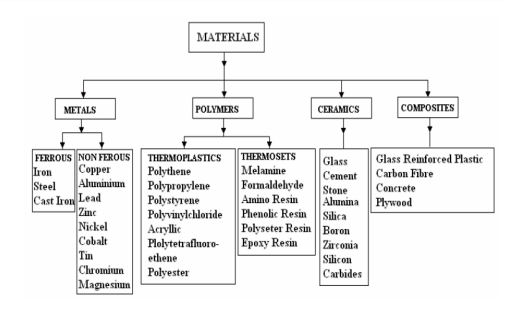 MATERIALS
METALS
POLYMERS
CERAMICS
COMPOSITES
FERROUS
Iron
Steel
Cast Iron
NON FEROUS
Copper
Aluminium
Lead
Zinc
Nickel
Cobalt
Tin
Chromium
Magnesium
THERMOPLASTICS
Polythene
Polypropylene
Polystyrene
Polyvinylchloride
Acryllic
Plolytetrafluoro-
ethene
Polyester
THERMOSETS
Melamine
Formaldehyde
Amino Resin
Phenolic Resin
Polyseter Resin
Epoxy Resin
Glass
Cement
Stone
Alumina
Silica
Boron
Zirconia
Silicon
Carbides
Glass Reinforced Plastic
Carbon Fibre
Concrete
Plywood